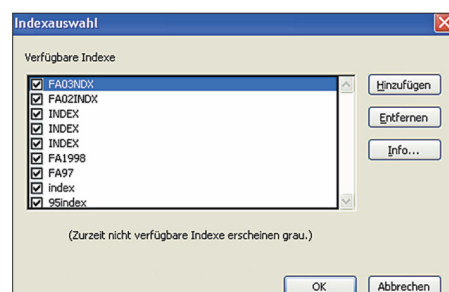 Indexauswahl
Verfügbare Indexe
FA03NDX
FA02INDX
INDEX
INDEX
INDEX
FA1998
FA97
index
95index
Hinzufügen
Entfernen
Info...
(Zurzeit nicht verfügbare Indexe erscheinen grau.)
OK
Abbrechen